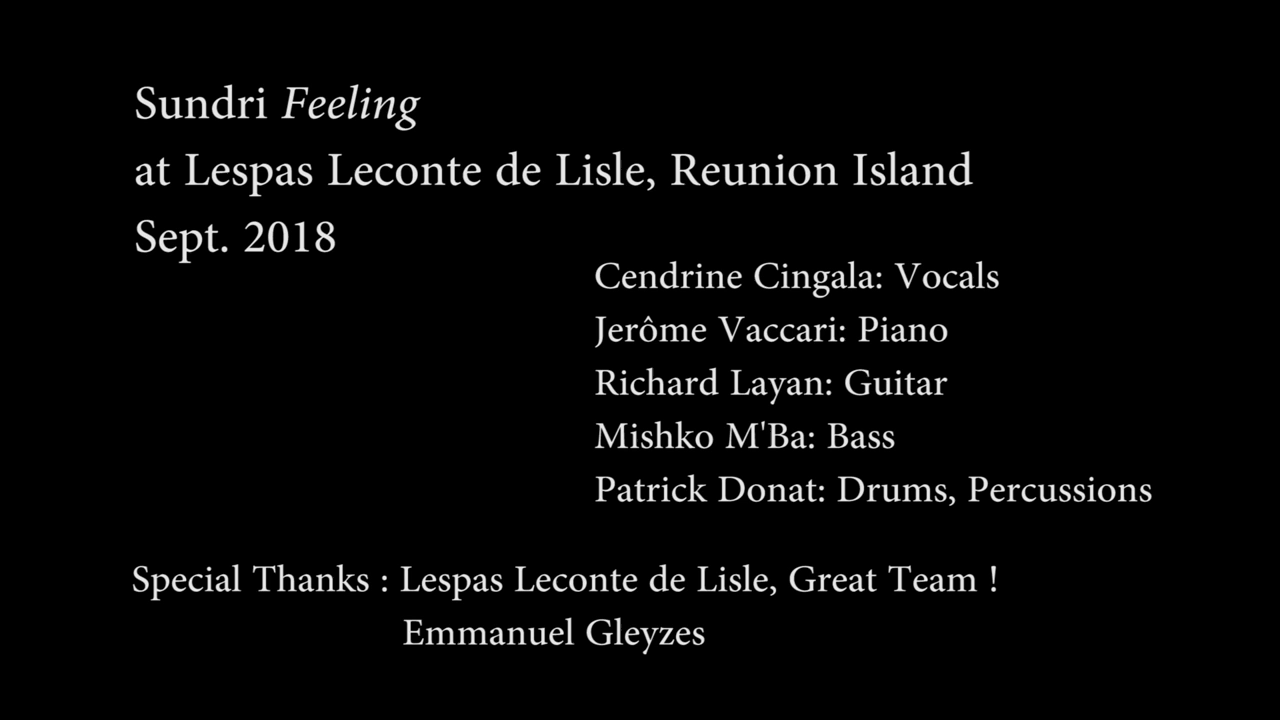 Sundri Feeling
at Lespas Leconte de Lisle, Reunion Island
Sept. 2018
Cendrine Cingala: Vocals
Jerôme Vaccari: Piano
Richard Layan: Guitar
Mishko M'Ba: Bass
Patrick Donat: Drums, Percussions
Special Thanks : Lespas Leconte de Lisle, Great Team !
Emmanuel Gleyzes